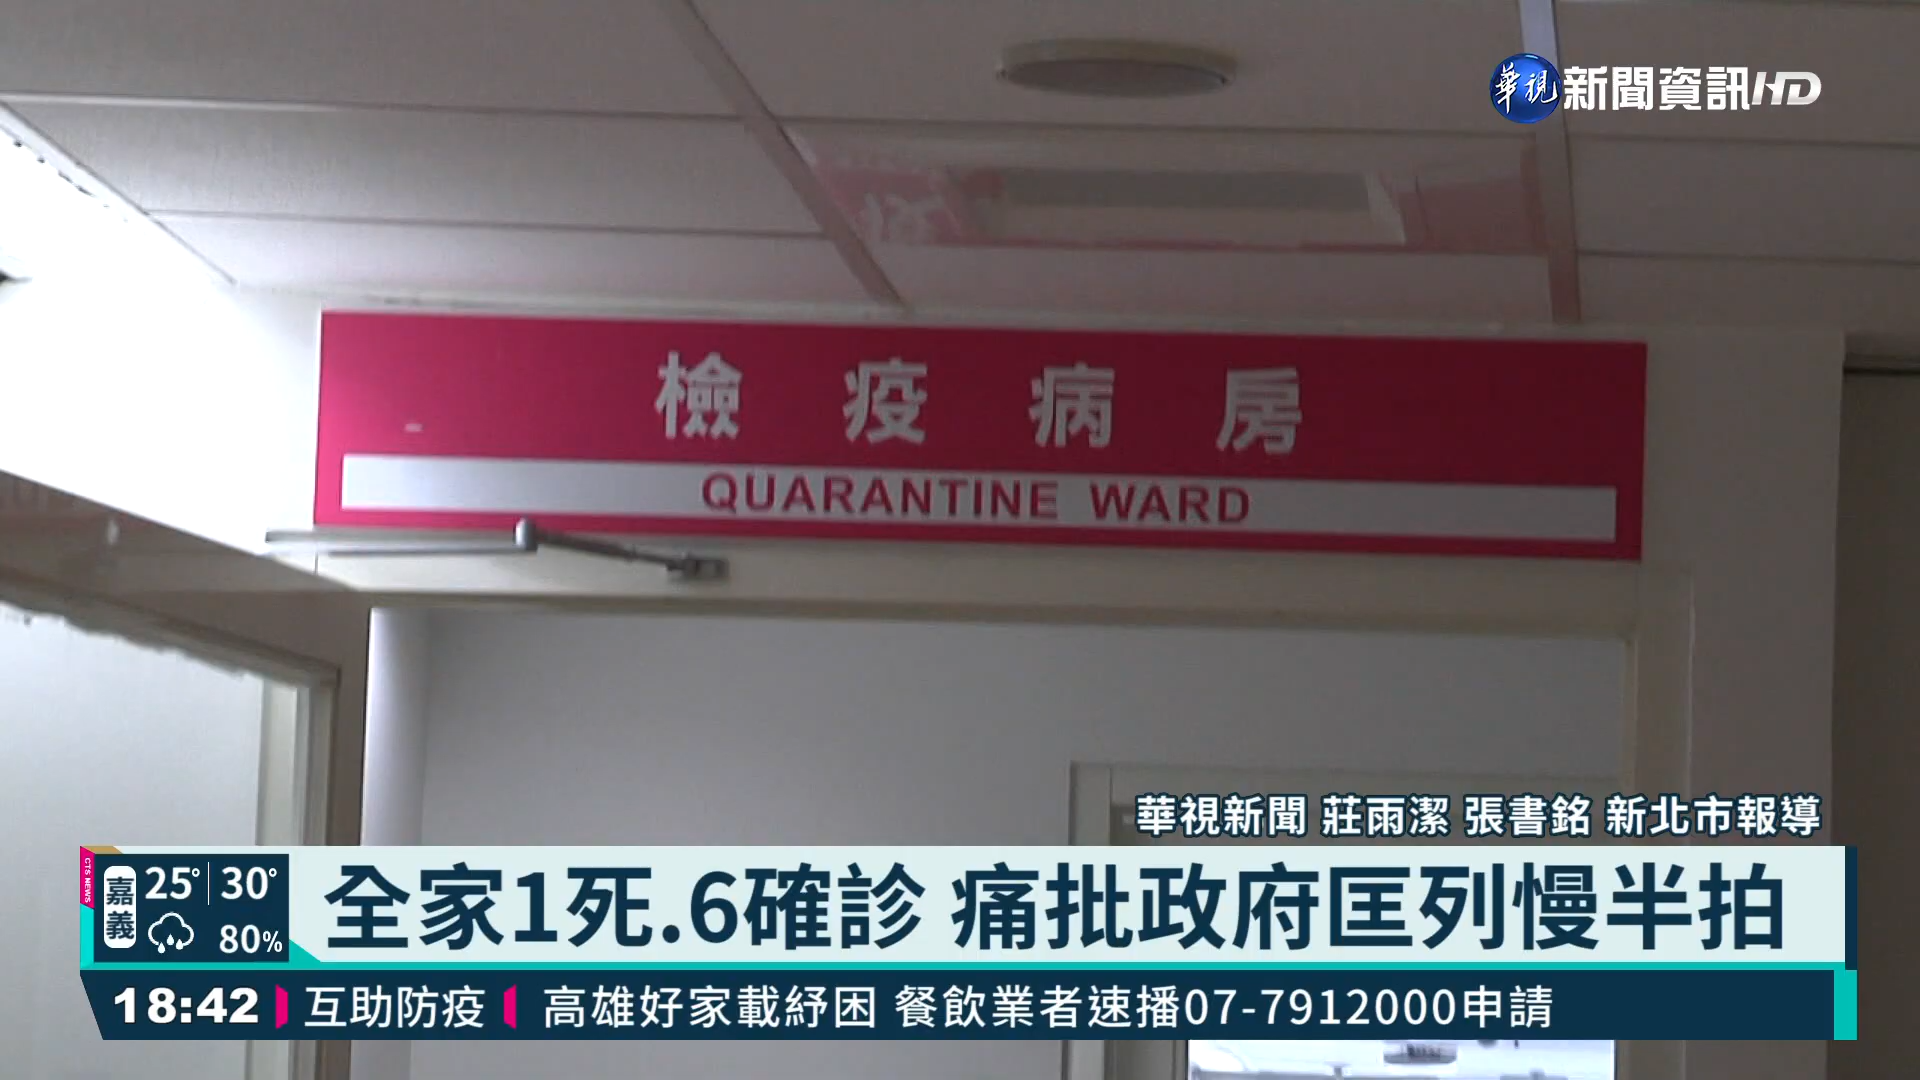 華視 新聞資訊HD
檢疫病房
QUARANTINE WARD
華視新聞 莊雨潔 張書銘 新北市報導
CTS NEWS
嘉義 25° 30° 80%
全家1死.6確診 痛批政府匡列慢半拍
18:42 互助防疫 高雄好家載紓困 餐飲業者速播07-7912000申請